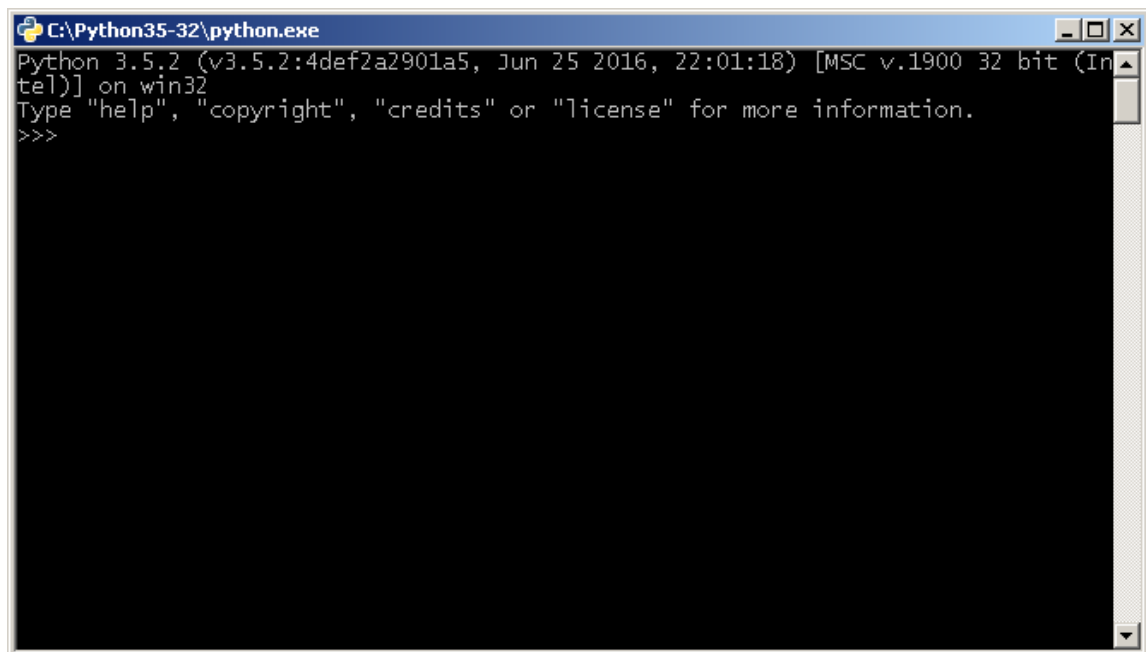 C:\Python35-32\python.exe
Python 3.5.2 (v3.5.2:4def2a2901a5, Jun 25 2016, 22:01:18) [MSC v.1900 32 bit (In
tel)] on win32
Type "help", "copyright", "credits" or "license" for more information.
>>>